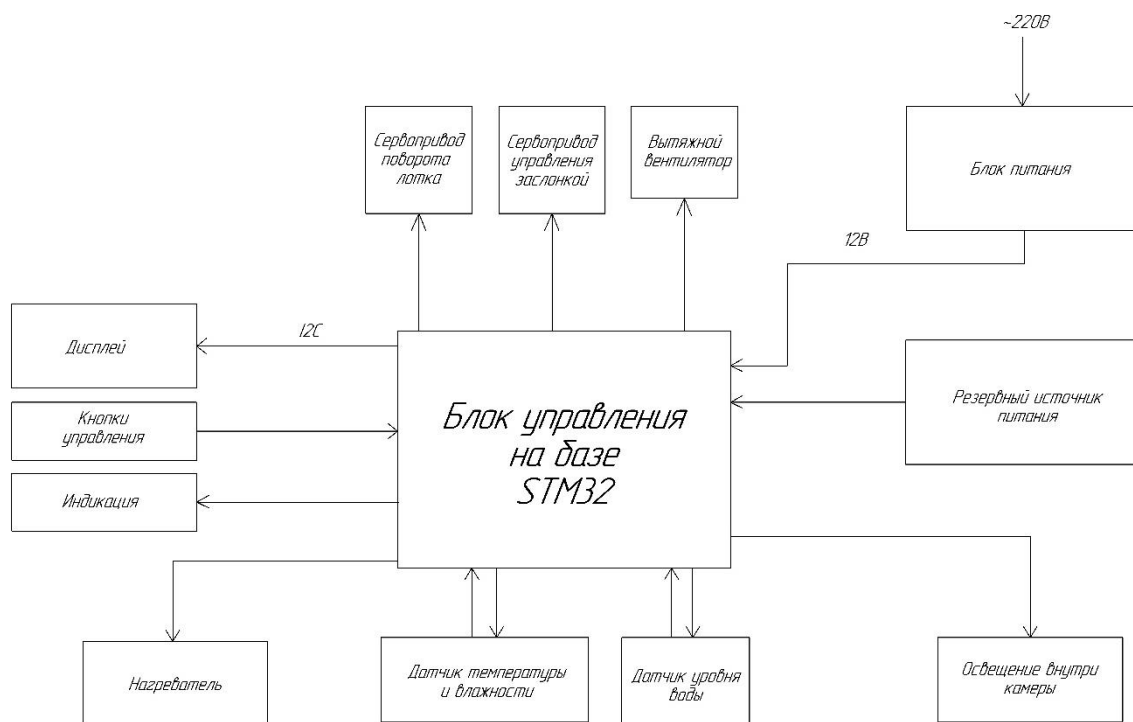 ~220В
Сервопривод
поворота
лотка
Сервопривод
управления
заслонкой
Вытяжной
вентилятор
Блок питания
12В
I2C
Дисплей
Кнопки
управления
Индикация
Блок управления
на базе
STM32
Резервный источник
питания
Нагреватель
Датчик температуры
и влажности
Датчик уровня
воды
Освещение внутри
камеры